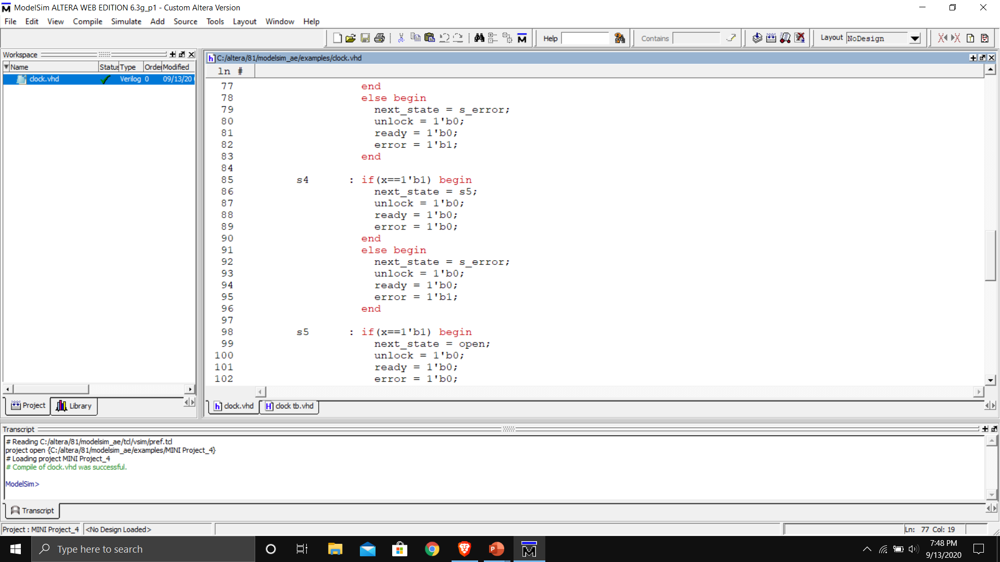 ModelSim ALTERA WEB EDITION 6.3g_p1 - Custom Altera Version
File Edit View Compile Simulate Add Source Tools Layout Window Help
Help Contains Layout NoDesign
Workspace
Name Status Type Order Modified
clock.vhd Verilog 0 09/13/20
C:/altera/81/modelsim_ae/examples/clock.vhd
ln #
77 end
78 else begin
79 next_state = s_error;
80 unlock = 1'b0;
81 ready = 1'b0;
82 error = 1'b1;
83 end
84
85 s4 : if(x==1'b1) begin
86 next_state = s5;
87 unlock = 1'b0;
88 ready = 1'b0;
89 error = 1'b0;
90 end
91 else begin
92 next_state = s_error;
93 unlock = 1'b0;
94 ready = 1'b0;
95 error = 1'b1;
96 end
97
98 s5 : if(x==1'b1) begin
99 next_state = open;
100 unlock = 1'b0;
101 ready = 1'b0;
102 error = 1'b0;
Project Library
clock.vhd clock tb.vhd
Transcript
# Reading C:/altera/81/modelsim_ae/tcl/vsim/pref.tcl
project open {C:/altera/81/modelsim_ae/examples/MINI Project_4}
# Loading project MINI Project_4
# Compile of clock.vhd was successful.
ModelSim>
Transcript
Project : MINI Project_4 <No Design Loaded> Ln: 77 Col: 19
Type here to search
7:48 PM
9/13/2020